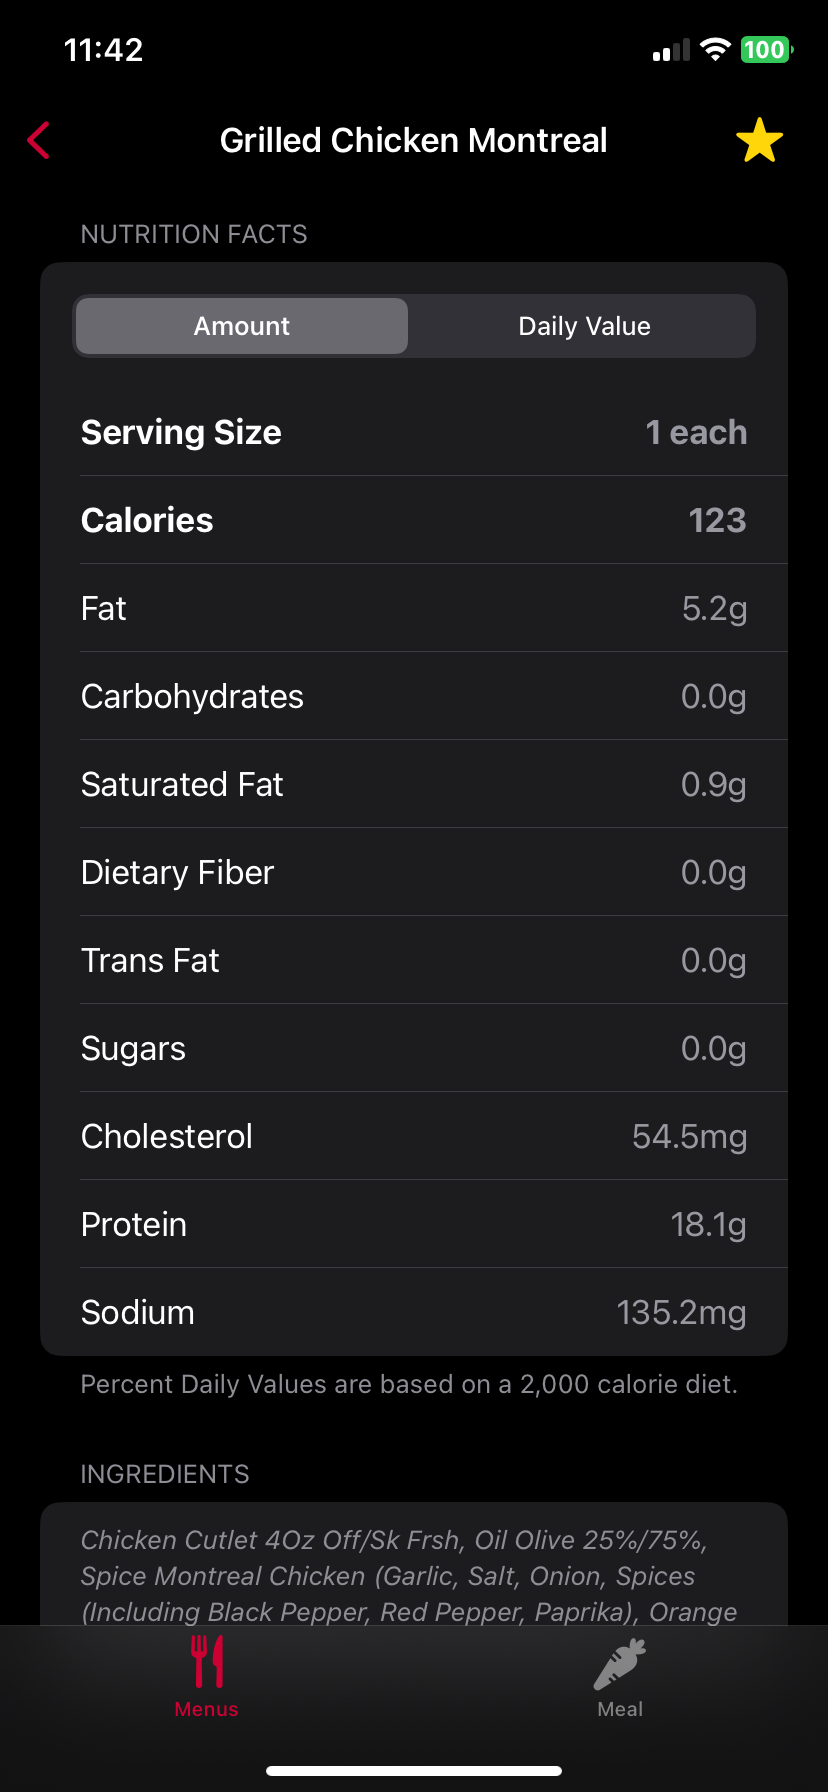 11:42
100
Grilled Chicken Montreal
NUTRITION FACTS
Amount Daily Value
Serving Size 1 each
Calories 123
Fat 5.2g
Carbohydrates 0.0g
Saturated Fat 0.9g
Dietary Fiber 0.0g
Trans Fat 0.0g
Sugars 0.0g
Cholesterol 54.5mg
Protein 18.1g
Sodium 135.2mg
Percent Daily Values are based on a 2,000 calorie diet.
INGREDIENTS
Chicken Cutlet 4Oz Off/Sk Frsh, Oil Olive 25%/75%,
Spice Montreal Chicken (Garlic, Salt, Onion, Spices
(Including Black Pepper, Red Pepper, Paprika), Orange
Menus Meal